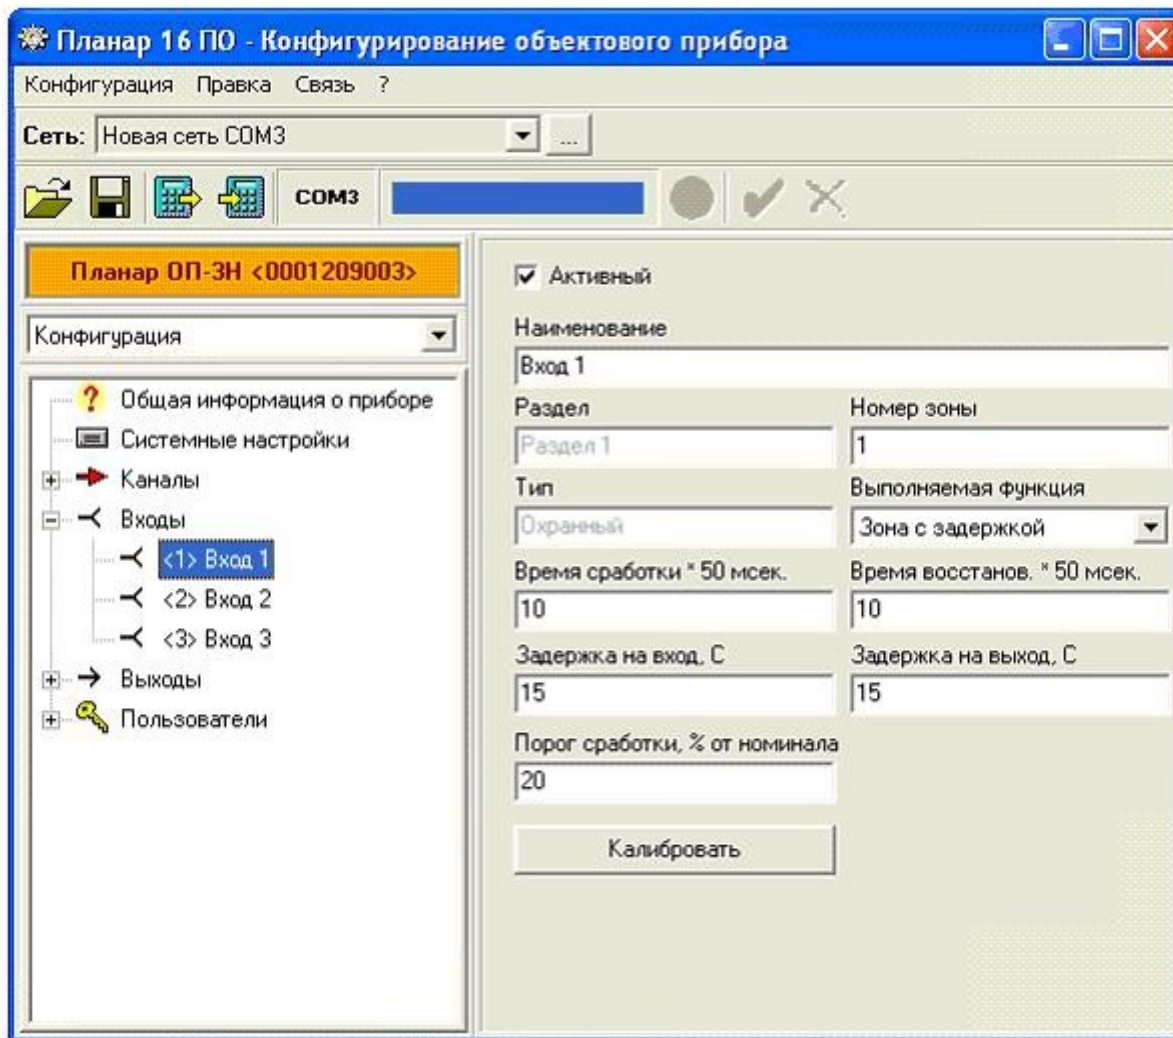 Планар 16 ПО - Конфигурирование объектового прибора
Конфигурация Правка Связь ?
Сеть: Новая сеть COM3 ...
COM3
Планар ОП-3Н <0001209003>
Конфигурация
? Общая информация о приборе
Системные настройки
Каналы
Входы
<1> Вход 1
<2> Вход 2
<3> Вход 3
Выходы
Пользователи
Активный
Наименование
Вход 1
Раздел Номер зоны
Раздел 1 1
Тип Выполняемая функция
Охранный Зона с задержкой
Время сработки * 50 мсек. Время восстанов. * 50 мсек.
10 10
Задержка на вход, С Задержка на выход, С
15 15
Порог сработки, % от номинала
20
Калибровать